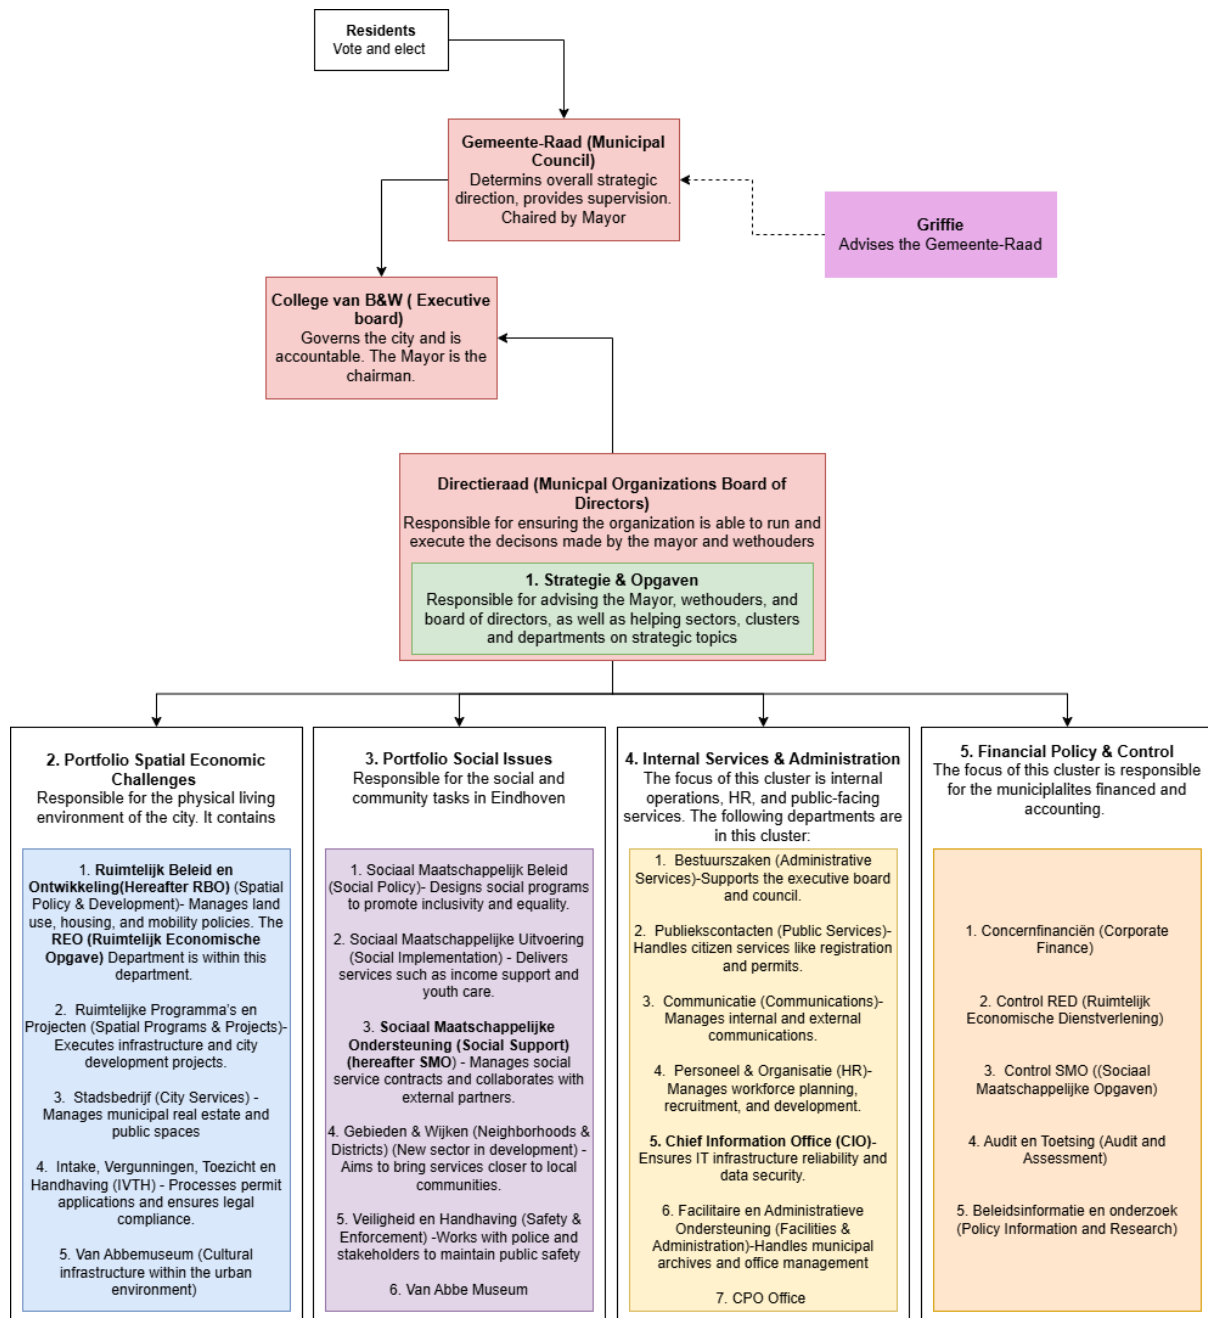 Residents
Vote and elect
Gemeente-Raad (Municipal
Council)
Determins overall strategic
direction, provides supervision.
Chaired by Mayor
Griffie
Advises the Gemeente-Raad
College van B&W ( Executive
board)
Governs the city and is
accountable. The Mayor is the
chairman.
Directieraad (Municpal Organizations Board of
Directors)
Responsible for ensuring the organization is able to run and
execute the decisons made by the mayor and wethouders
1. Strategie & Opgaven
Responsible for advising the Mayor, wethouders, and
board of directors, as well as helping sectors, clusters
and departments on strategic topics
2. Portfolio Spatial Economic
Challenges
Responsible for the physical living
environment of the city. It contains
1. Ruimtelijk Beleid en
Ontwikkeling(Hereafter RBO) (Spatial
Policy & Development)- Manages land
use, housing, and mobility policies. The
REO (Ruimtelijk Economische
Opgave) Department is within this
department.
2. Ruimtelijke Programma's en
Projecten (Spatial Programs & Projects)-
Executes infrastructure and city
development projects.
3. Stadsbedrijf (City Services) -
Manages municipal real estate and
public spaces
4. Intake, Vergunningen, Toezicht en
Handhaving (IVTH) - Processes permit
applications and ensures legal
compliance.
5. Van Abbemuseum (Cultural
infrastructure within the urban
environment)
3. Portfolio Social Issues
Responsible for the social and
community tasks in Eindhoven
1. Sociaal Maatschappelijk Beleid
(Social Policy)- Designs social programs
to promote inclusivity and equality.
2. Sociaal Maatschappelijke Uitvoering
(Social Implementation) - Delivers
services such as income support and
youth care.
3. Sociaal Maatschappelijke
Ondersteuning (Social Support)
(hereafter SMO) - Manages social
service contracts and collaborates with
external partners.
4. Gebieden & Wijken (Neighborhoods &
Districts) (New sector in development) -
Aims to bring services closer to local
communities.
5. Veiligheid en Handhaving (Safety &
Enforcement) -Works with police and
stakeholders to maintain public safety
6. Van Abbe Museum
4. Internal Services & Administration
The focus of this cluster is internal
operations, HR, and public-facing
services. The following departments are
in this cluster:
1. Bestuurszaken (Administrative
Services)-Supports the executive board
and council.
2. Publiekscontacten (Public Services)-
Handles citizen services like registration
and permits.
3. Communicatie (Communications)-
Manages internal and external
communications.
4. Personeel & Organisatie (HR)-
Manages workforce planning,
recruitment, and development.
5. Chief Information Office (CIO)-
Ensures IT infrastructure reliability and
data security.
6. Facilitaire en Administratieve
Ondersteuning (Facilities &
Administration)-Handles municipal
archives and office management
7. CPO Office
5. Financial Policy & Control
The focus of this cluster is responsible
for the municiplalites financed and
accounting.
1. Concernfinanciën (Corporate
Finance)
2. Control RED (Ruimtelijk
Economische Dienstverlening)
3. Control SMO ((Sociaal
Maatschappelijke Opgaven)
4. Audit en Toetsing (Audit and
Assessment)
5. Beleidsinformatie en onderzoek
(Policy Information and Research)